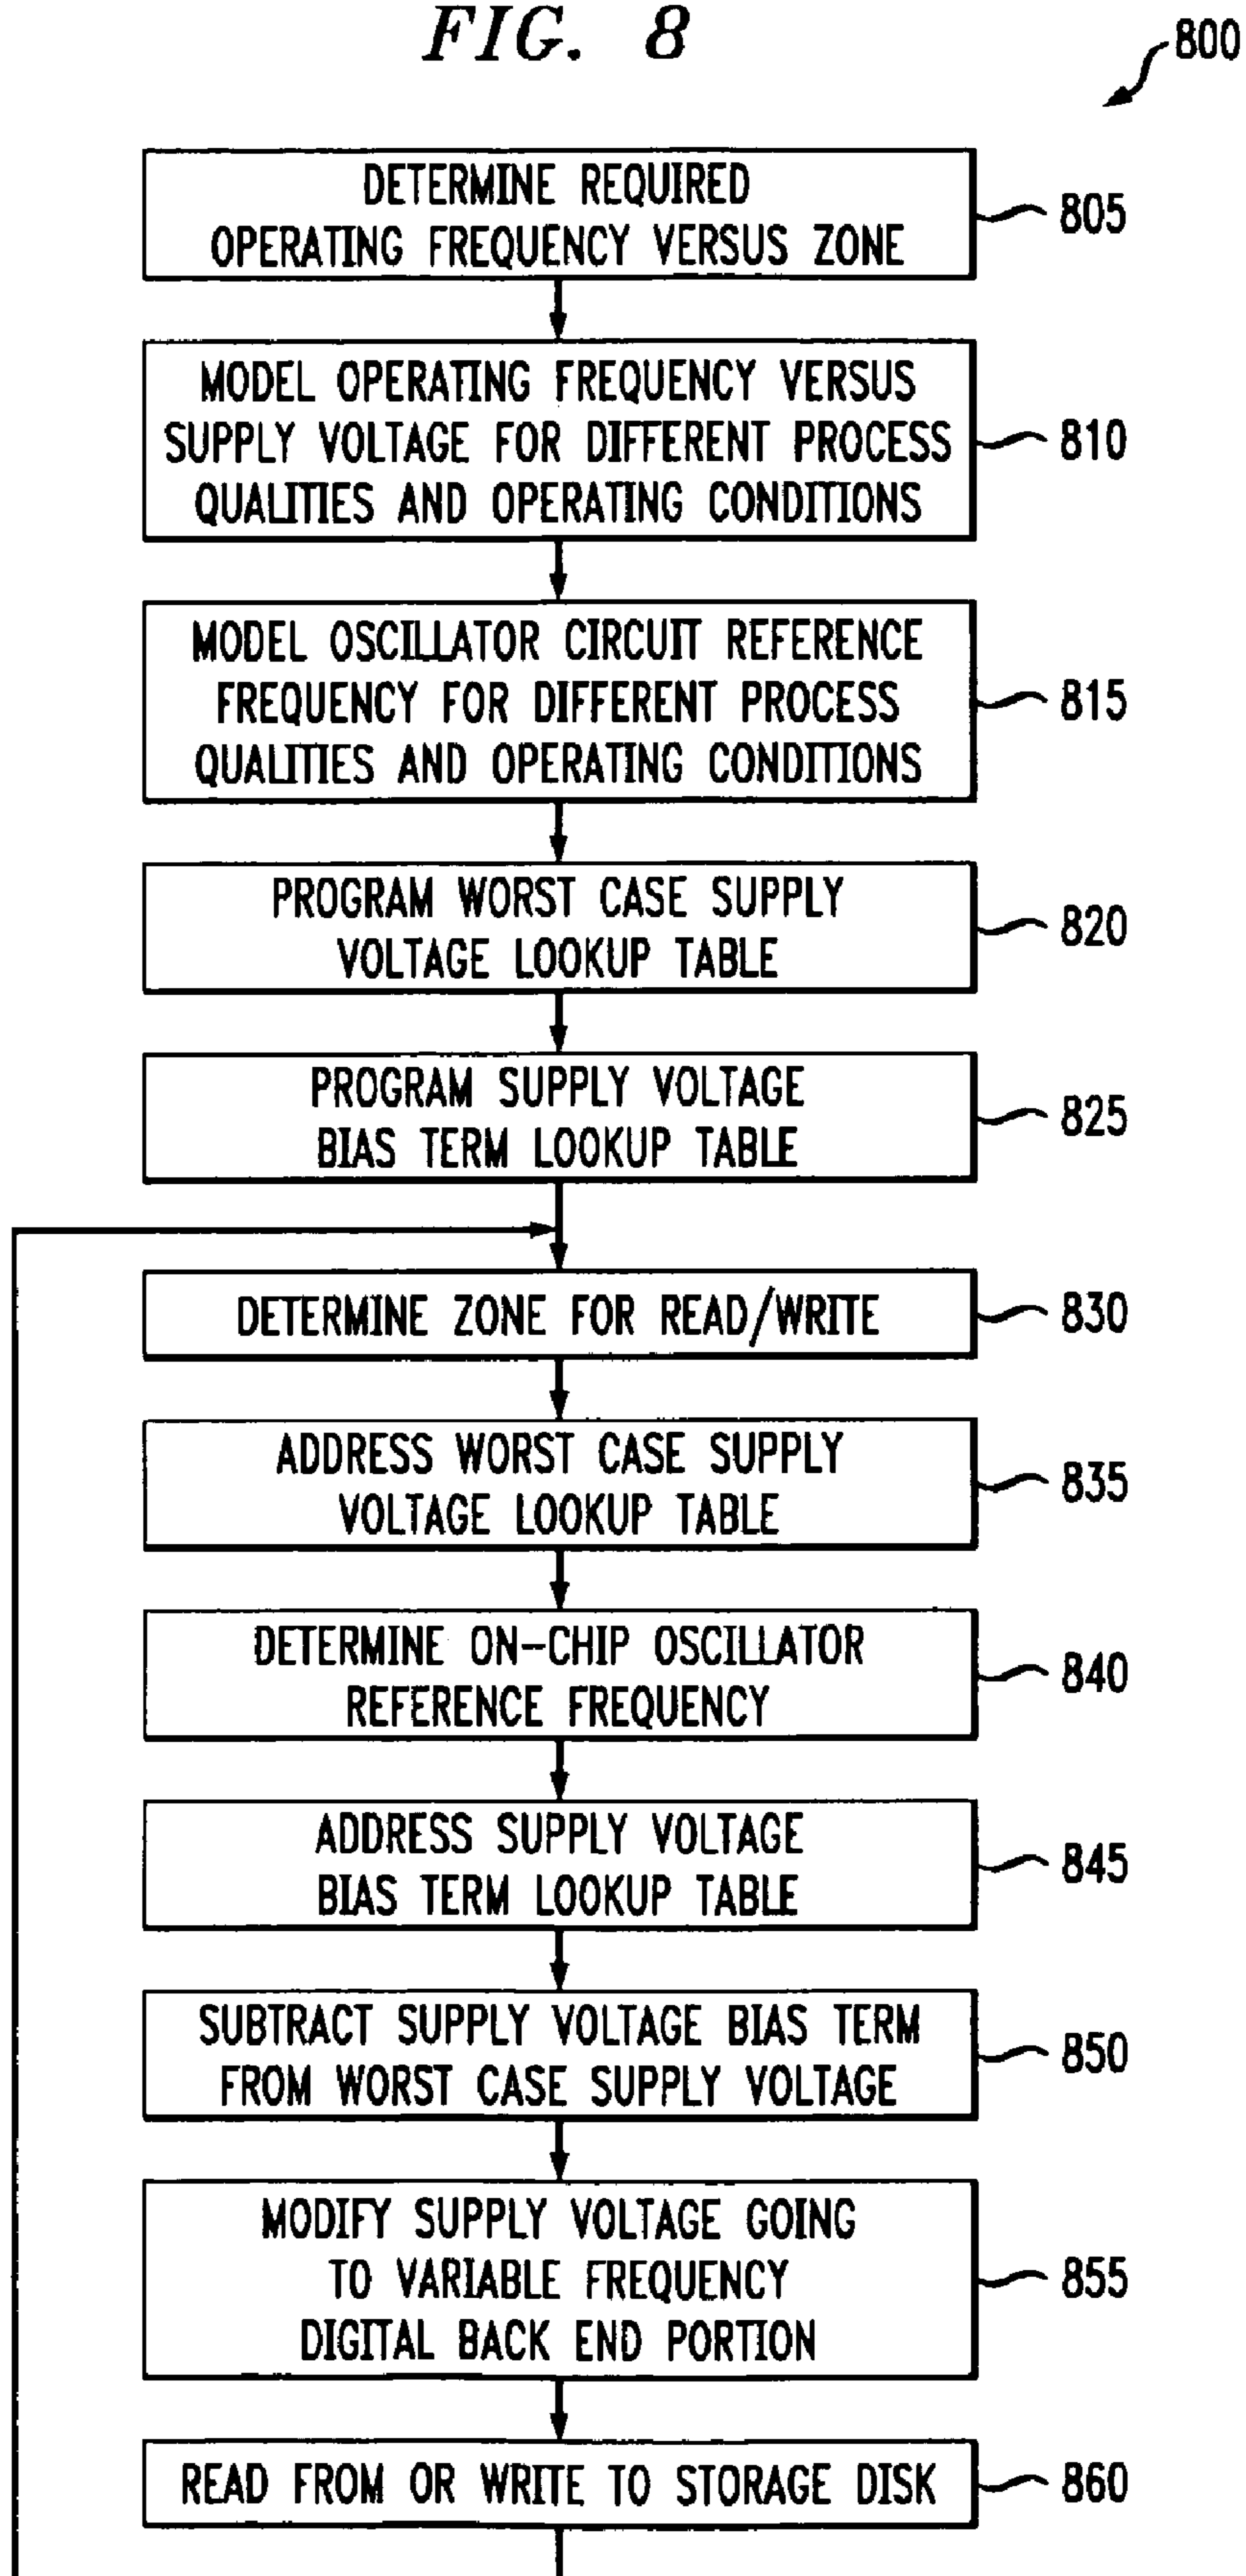 FIG. 8
800
DETERMINE REQUIRED
OPERATING FREQUENCY VERSUS ZONE
805
MODEL OPERATING FREQUENCY VERSUS
SUPPLY VOLTAGE FOR DIFFERENT PROCESS
QUALITIES AND OPERATING CONDITIONS
810
MODEL OSCILLATOR CIRCUIT REFERENCE
FREQUENCY FOR DIFFERENT PROCESS
QUALITIES AND OPERATING CONDITIONS
815
PROGRAM WORST CASE SUPPLY
VOLTAGE LOOKUP TABLE
820
PROGRAM SUPPLY VOLTAGE
BIAS TERM LOOKUP TABLE
825
DETERMINE ZONE FOR READ/WRITE
830
ADDRESS WORST CASE SUPPLY
VOLTAGE LOOKUP TABLE
835
DETERMINE ON-CHIP OSCILLATOR
REFERENCE FREQUENCY
840
ADDRESS SUPPLY VOLTAGE
BIAS TERM LOOKUP TABLE
845
SUBTRACT SUPPLY VOLTAGE BIAS TERM
FROM WORST CASE SUPPLY VOLTAGE
850
MODIFY SUPPLY VOLTAGE GOING
TO VARIABLE FREQUENCY
DIGITAL BACK END PORTION
855
READ FROM OR WRITE TO STORAGE DISK
860